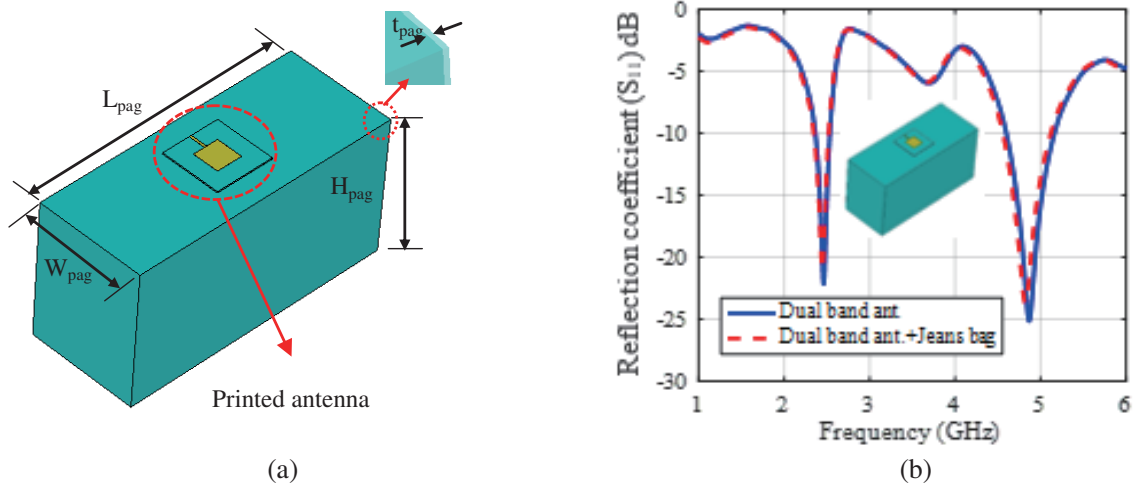 t_pag
L_pag
H_pag
W_pag
Printed antenna
(a)
Reflection coefficient (S₁₁) dB
0
-5
-10
-15
-20
-25
-30
Dual band ant.
Dual band ant.+Jeans bag
1 2 3 4 5 6
Frequency (GHz)
(b)